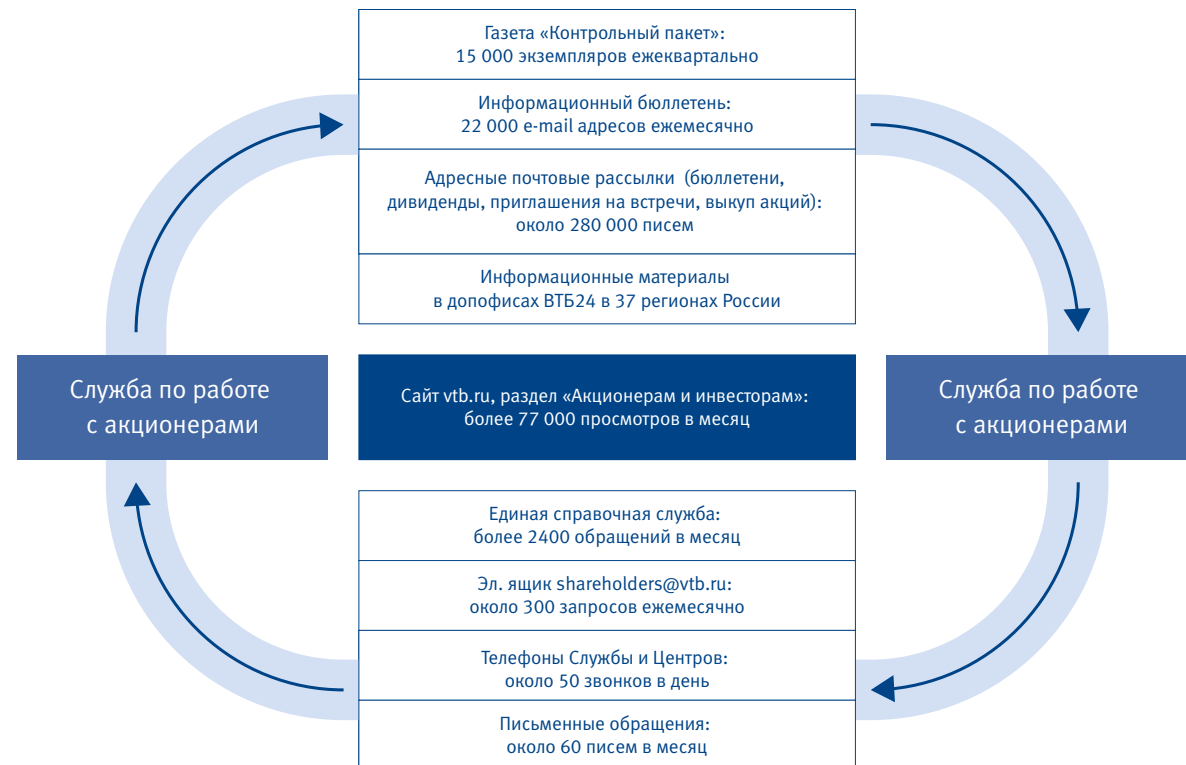 Газета «Контрольный пакет»:
15 000 экземпляров ежеквартально
Информационный бюллетень:
22 000 e-mail адресов ежемесячно
Адресные почтовые рассылки (бюллетени,
дивиденды, приглашения на встречи, выкуп акций):
около 280 000 писем
Информационные материалы
в допофисах ВТБ24 в 37 регионах России
Служба по работе
с акционерами
Сайт vtb.ru, раздел «Акционерам и инвесторам»:
более 77 000 просмотров в месяц
Служба по работе
с акционерами
Единая справочная служба:
более 2400 обращений в месяц
Эл. ящик shareholders@vtb.ru:
около 300 запросов ежемесячно
Телефоны Службы и Центров:
около 50 звонков в день
Письменные обращения:
около 60 писем в месяц